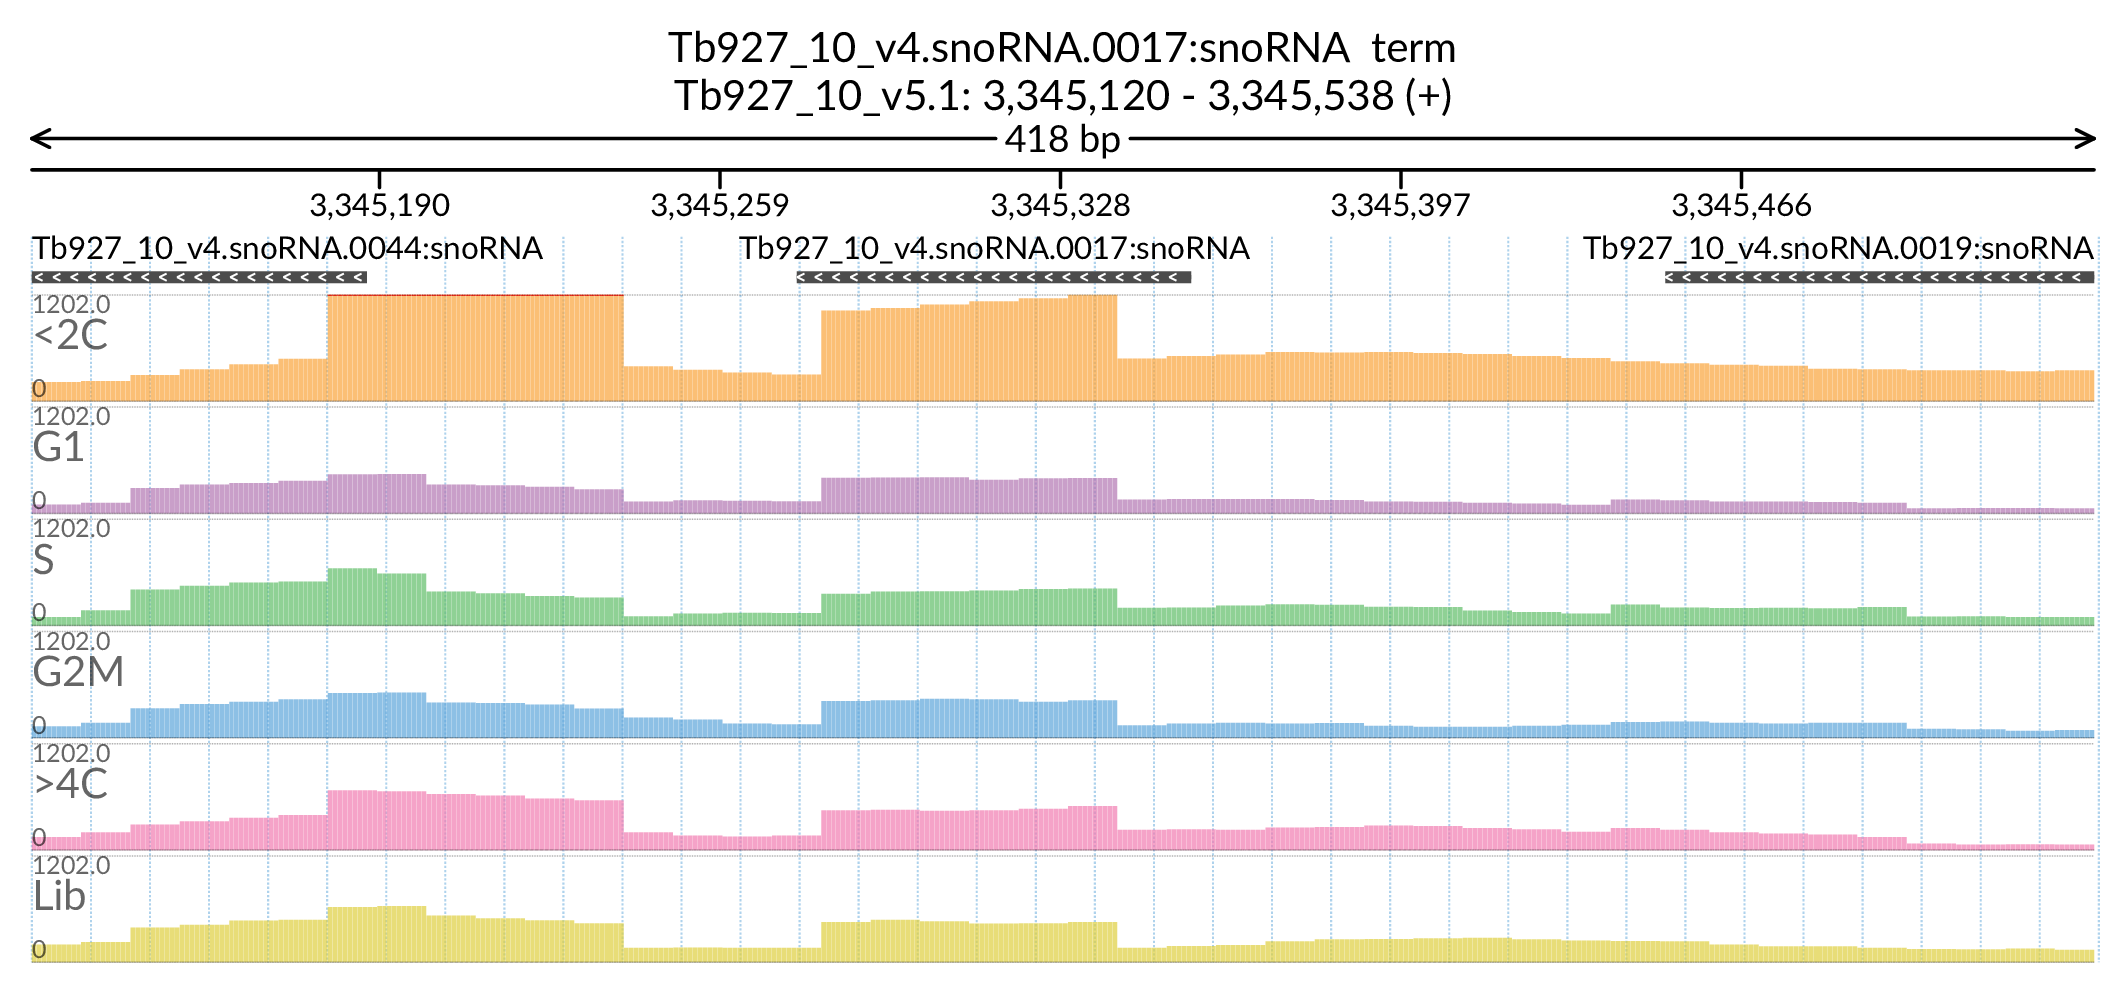 Tb927_10_v4.snoRNA.0017:snoRNA term
Tb927_10_v5.1: 3,345,120 - 3,345,538 (+)
418 bp
3,345,190 3,345,259 3,345,328 3,345,397 3,345,466
Tb927_10_v4.snoRNA.0044:snoRNA Tb927_10_v4.snoRNA.0017:snoRNA Tb927_10_v4.snoRNA.0019:snoRNA
1202.0
<2C
0
1202.0
G1
0
1202.0
S
0
1202.0
G2M
0
1202.0
>4C
0
1202.0
Lib
0